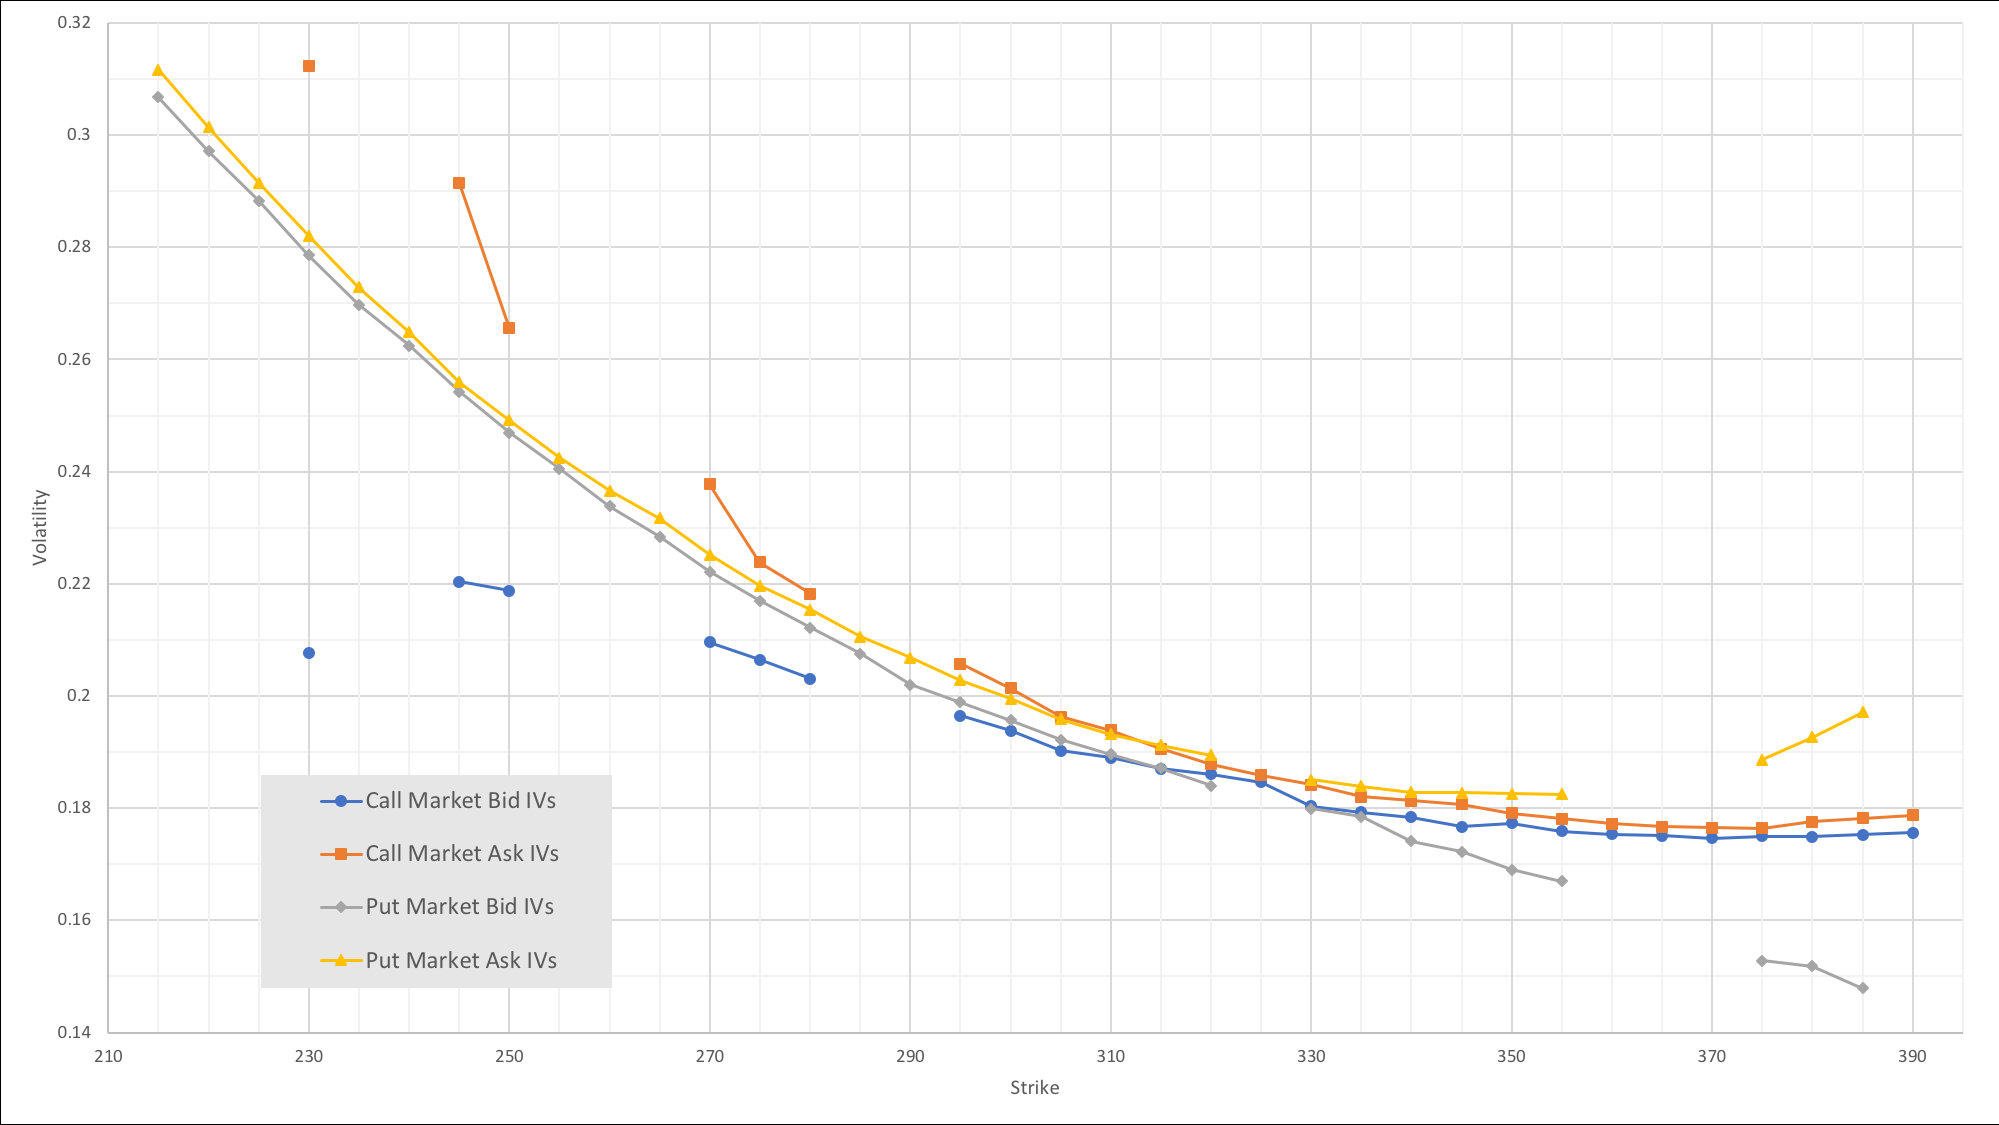 0.32
0.3
0.28
0.26
0.24
0.22
0.2
0.18
0.16
0.14
Volatility
Call Market Bid IVs
Call Market Ask IVs
Put Market Bid IVs
Put Market Ask IVs
210 230 250 270 290 310 330 350 370 390
Strike